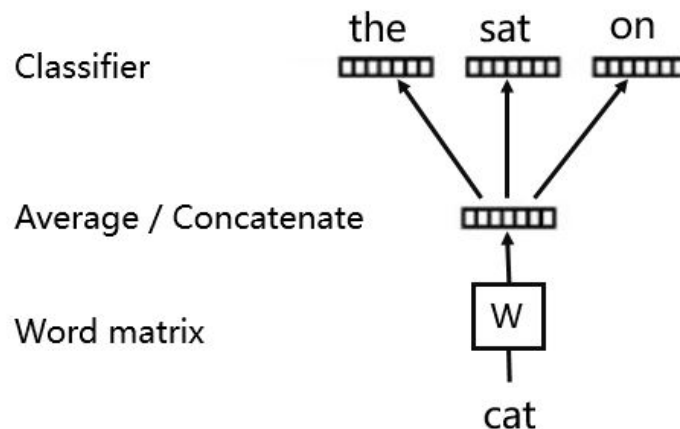 the sat on
Classifier
Average / Concatenate
W
Word matrix
cat